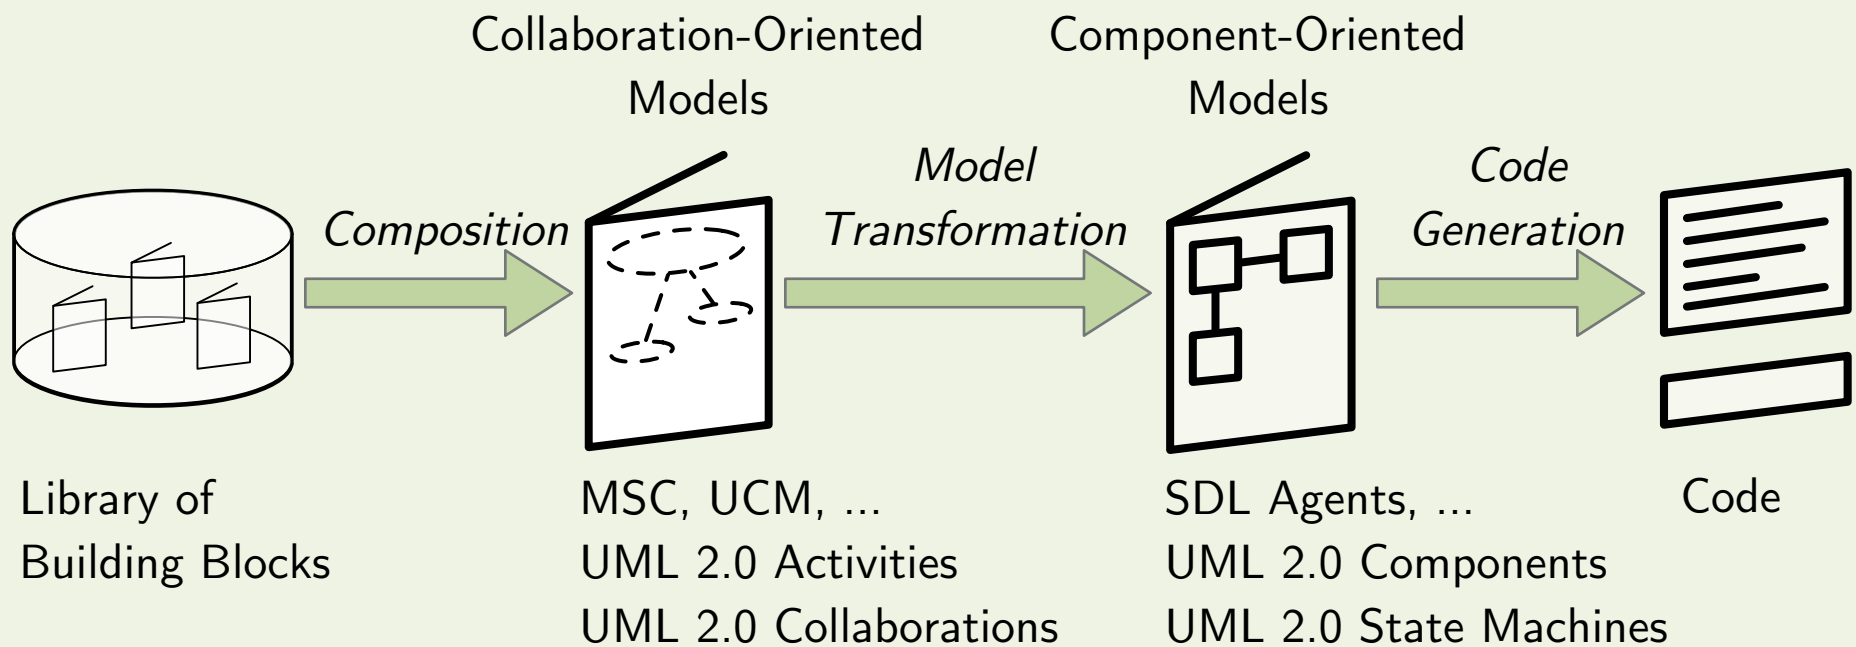 Collaboration-Oriented
Models
Component-Oriented
Models
Composition
Model
Transformation
Code
Generation
Library of
Building Blocks
MSC, UCM, ...
UML 2.0 Activities
UML 2.0 Collaborations
SDL Agents, ...
UML 2.0 Components
UML 2.0 State Machines
Code